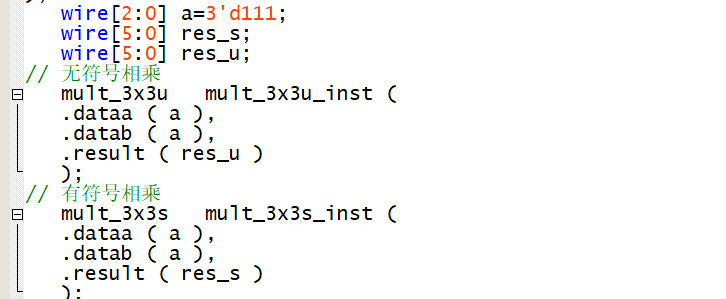 wire[2:0] a=3'd111;
wire[5:0] res_s;
wire[5:0] res_u;
// 无符号相乘
mult_3x3u mult_3x3u_inst (
.dataa ( a ),
.datab ( a ),
.result ( res_u )
);
// 有符号相乘
mult_3x3s mult_3x3s_inst (
.dataa ( a ),
.datab ( a ),
.result ( res_s )
);